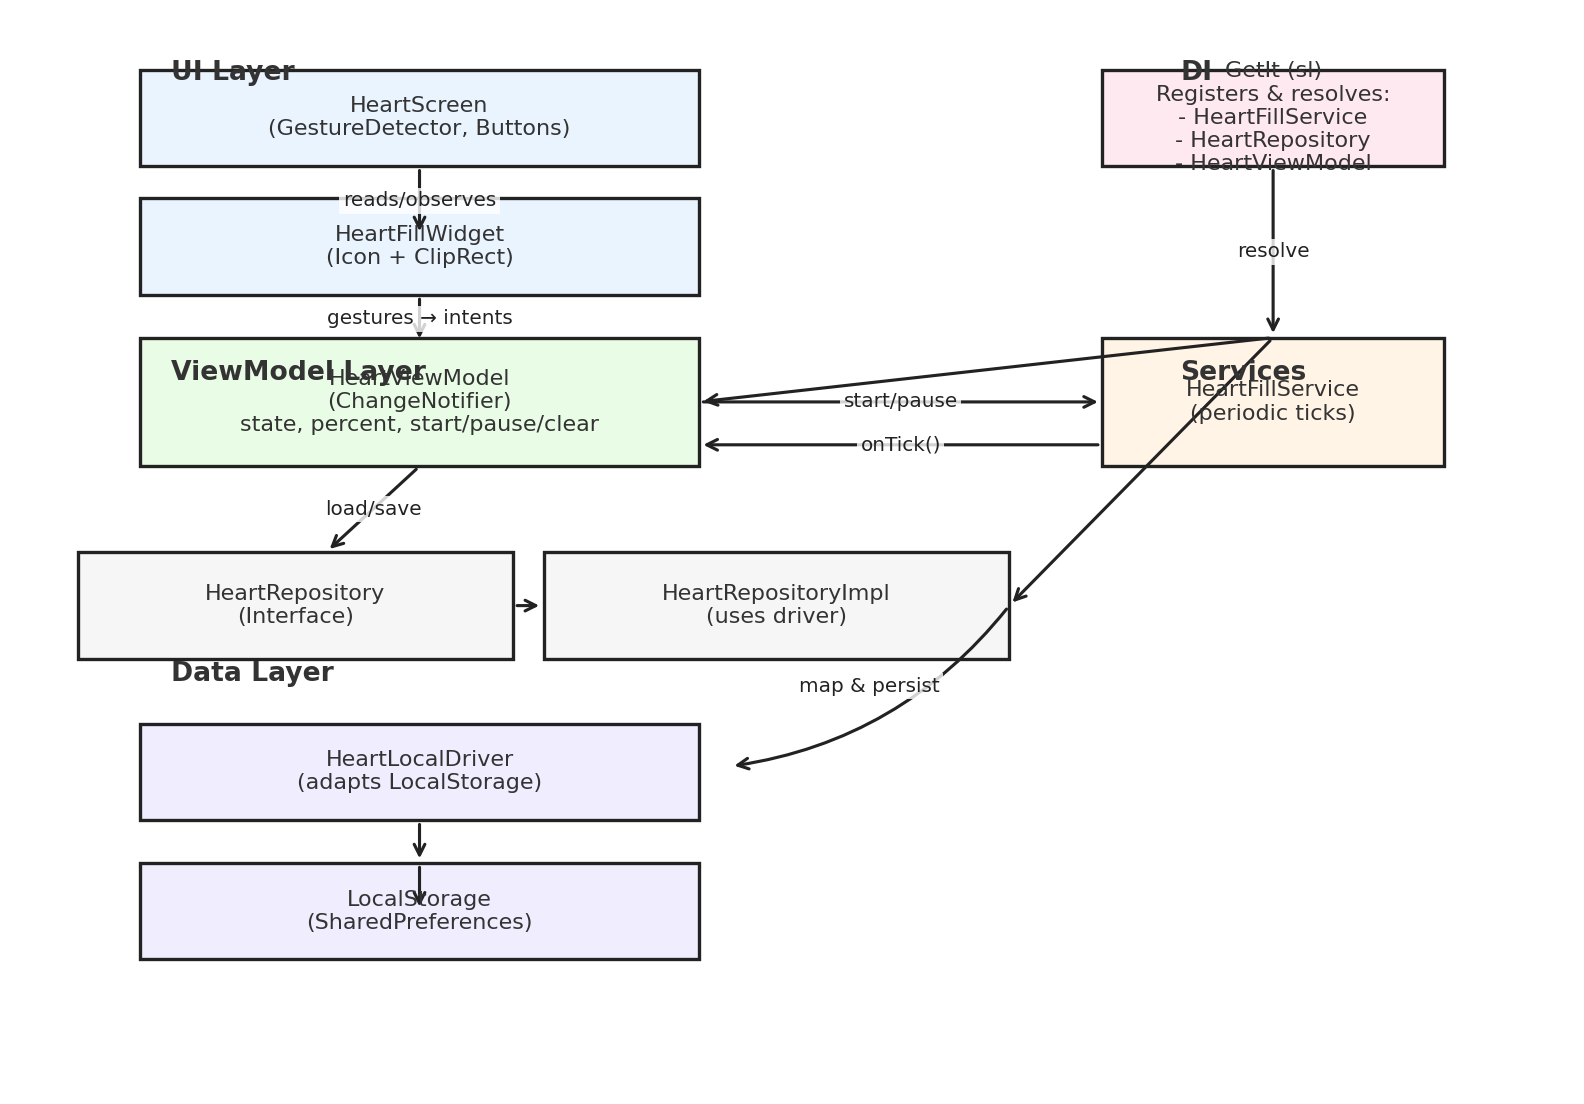 UI Layer
HeartScreen
(GestureDetector, Buttons)
DI
GetIt (sl)
Registers & resolves:
- HeartFillService
- HeartRepository
- HeartViewModel
reads/observes
HeartFillWidget
(Icon + ClipRect)
resolve
gestures → intents
ViewModel Layer
HeartViewModel
(ChangeNotifier)
state, percent, start/pause/clear
start/pause
onTick()
Services
HeartFillService
(periodic ticks)
load/save
HeartRepository
(Interface)
HeartRepositoryImpl
(uses driver)
Data Layer
map & persist
HeartLocalDriver
(adapts LocalStorage)
LocalStorage
(SharedPreferences)